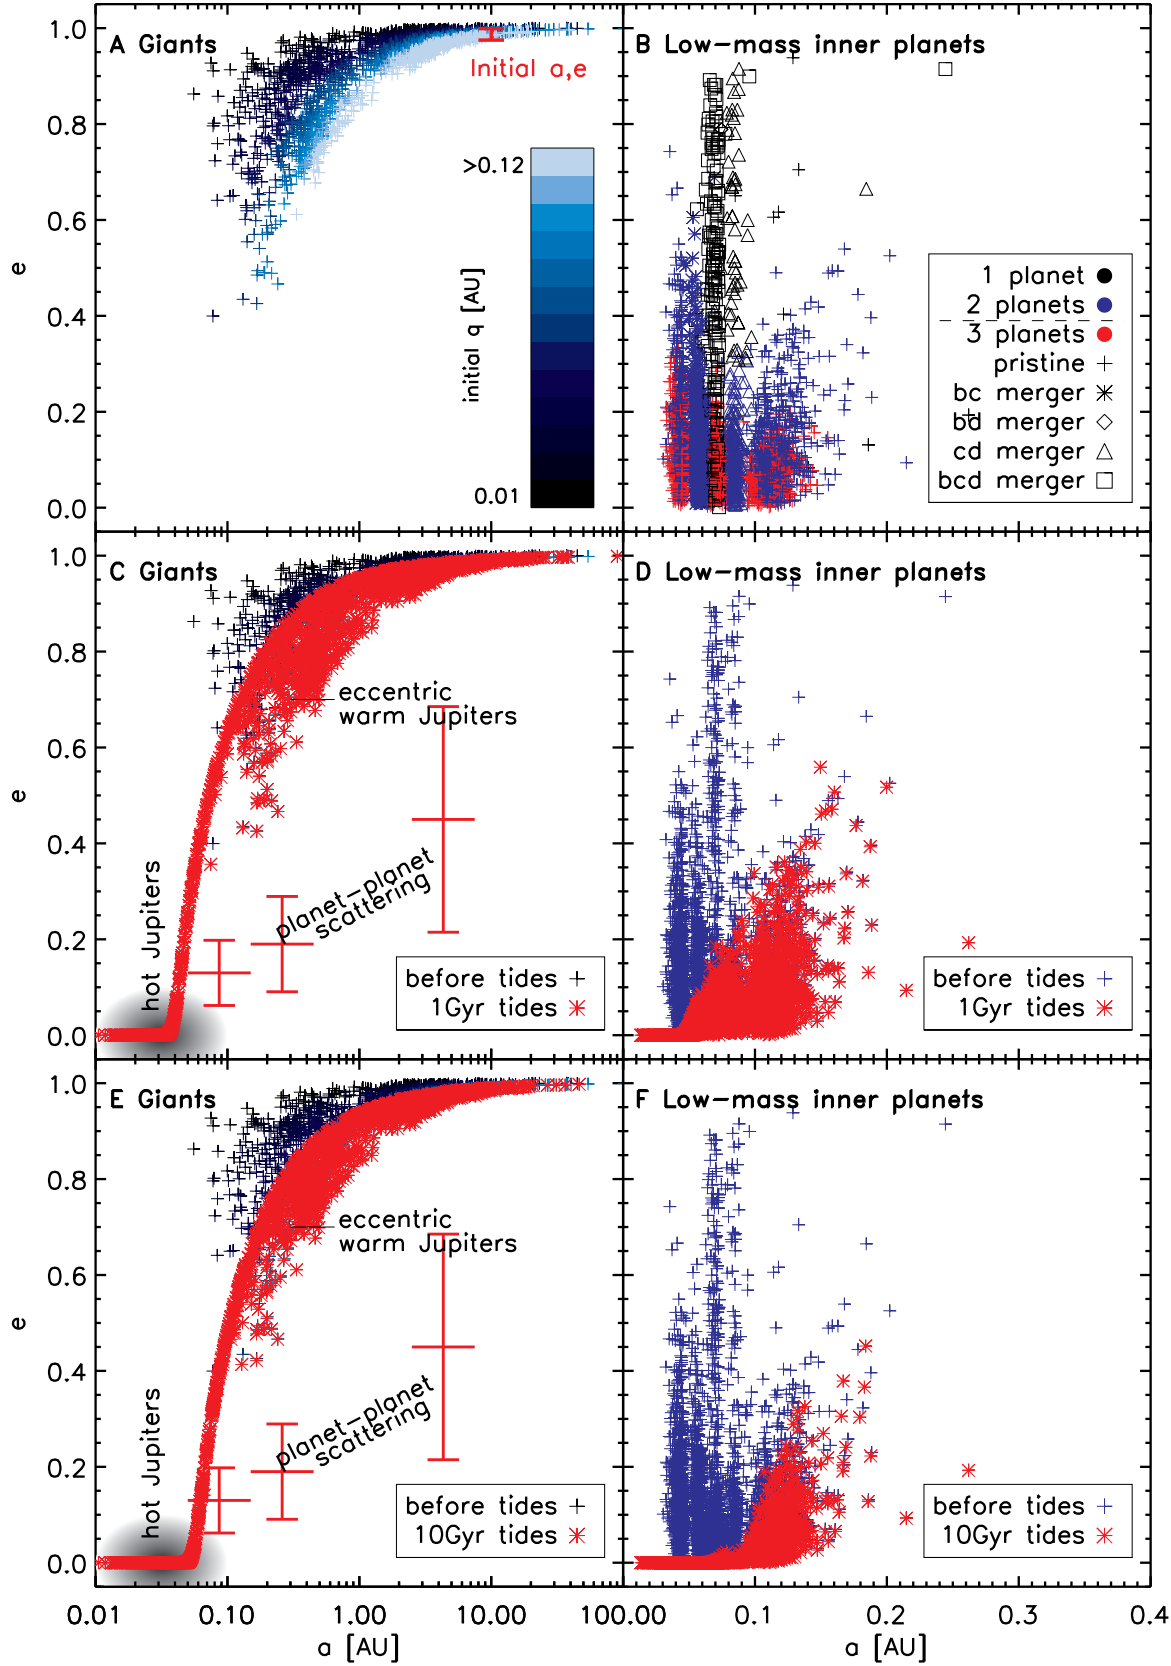 A Giants
Initial a,e
>0.12
0.01
initial q [AU]
1.0
0.8
0.6
0.4
0.2
0.0
e
B Low-mass inner planets
1 planet
2 planets
3 planets
pristine
bc merger
bd merger
cd merger
bcd merger
C Giants
eccentric
warm Jupiters
planet-planet
scattering
hot Jupiters
before tides
1Gyr tides
1.0
0.8
0.6
0.4
0.2
0.0
e
D Low-mass inner planets
before tides
1Gyr tides
E Giants
eccentric
warm Jupiters
planet-planet
scattering
hot Jupiters
before tides
10Gyr tides
1.0
0.8
0.6
0.4
0.2
0.0
e
F Low-mass inner planets
before tides
10Gyr tides
0.01 0.10 1.00 10.00 100.00 0.1 0.2 0.3 0.4
a [AU] a [AU]